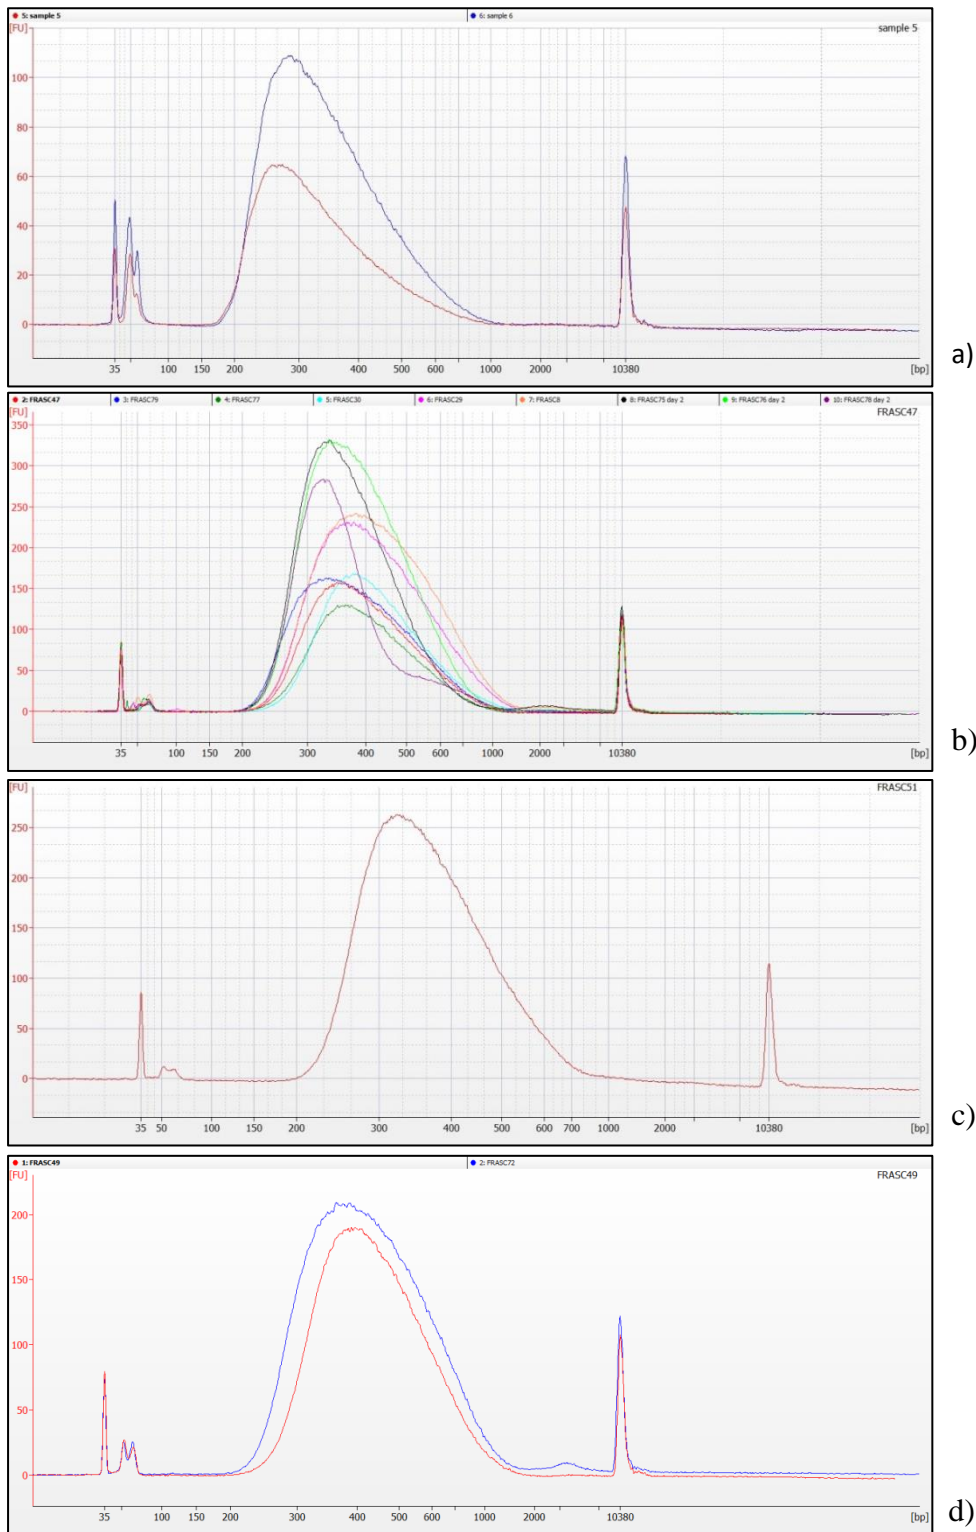 5: sample 5 6: sample 6
[FU] sample 5
100
80
60
40
20
0
35 100 150 200 300 400 500 600 1000 2000 10380 [bp]
a)
2: FRASC47 3: FRASC79 4: FRASC77 5: FRASC30 6: FRASC29 7: FRASC8 8: FRASC75 day 2 9: FRASC76 day 2 10: FRASC78 day 2
[FU] FRASC47
350
300
250
200
150
100
50
0
35 100 150 200 300 400 500 600 1000 2000 10380 [bp]
b)
[FU] FRASC51
250
200
150
100
50
0
35 50 100 150 200 300 400 500 600 700 1000 2000 10380 [bp]
c)
1: FRASC49 2: FRASC72
[FU] FRASC49
200
150
100
50
0
35 100 150 200 300 400 600 1000 2000 10380 [bp]
d)